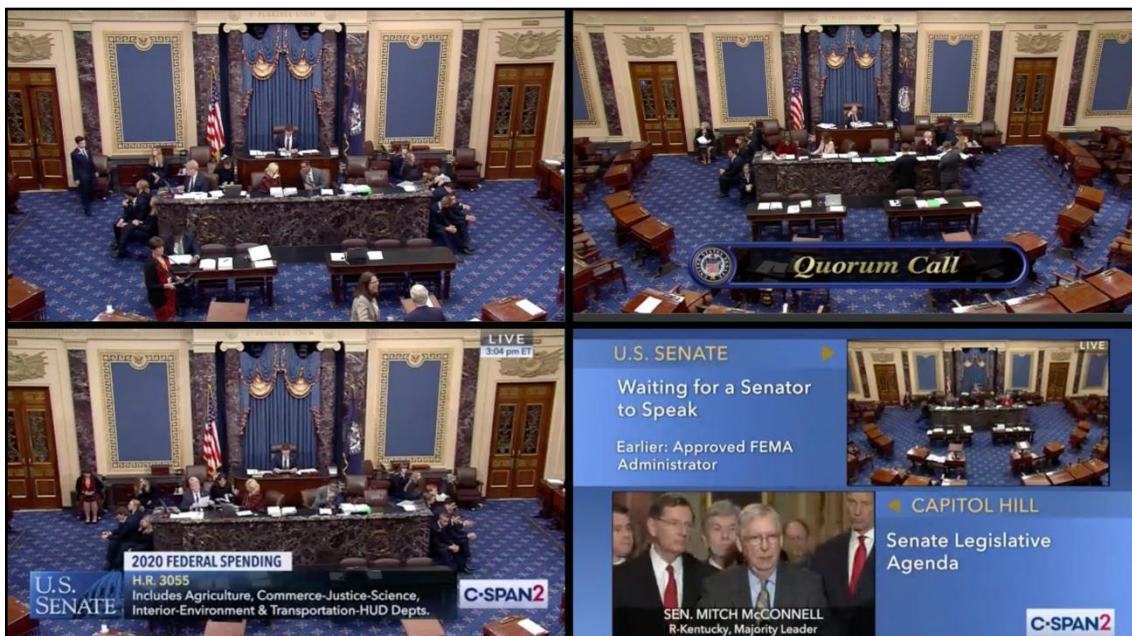 Quorum Call
LIVE
3:04 pm ET
2020 FEDERAL SPENDING
H.R. 3055
Includes Agriculture, Commerce-Justice-Science,
Interior-Environment & Transportation-HUD Depts.
U.S.
SENATE
C-SPAN2
U.S. SENATE
Waiting for a Senator
to Speak
Earlier: Approved FEMA
Administrator
LIVE
CAPITOL HILL
Senate Legislative
Agenda
SEN. MITCH McCONNELL
R-Kentucky, Majority Leader
C-SPAN2